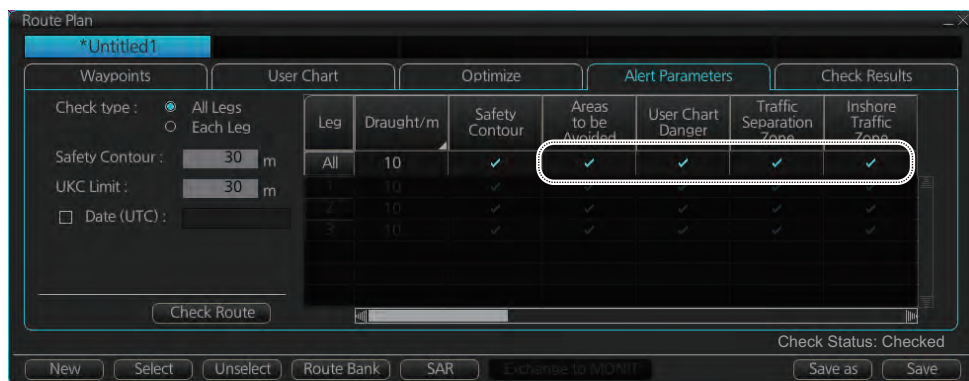 Route Plan
*Untitled1
Waypoints User Chart Optimize Alert Parameters Check Results
Check type : All Legs
Each Leg
Safety Contour : 30 m
UKC Limit : 30 m
Date (UTC) :
Check Route
Leg Draught/m Safety Contour Areas to be Avoided User Chart Danger Traffic Separation Zone Inshore Traffic Zone
All 10 ✓ ✓ ✓ ✓ ✓
1 10 ✓ ✓ ✓ ✓ ✓
2 10 ✓ ✓ ✓ ✓ ✓
3 10 ✓ ✓ ✓ ✓ ✓
Check Status: Checked
New Select Unselect Route Bank SAR Exchange to MONIT Save as Save